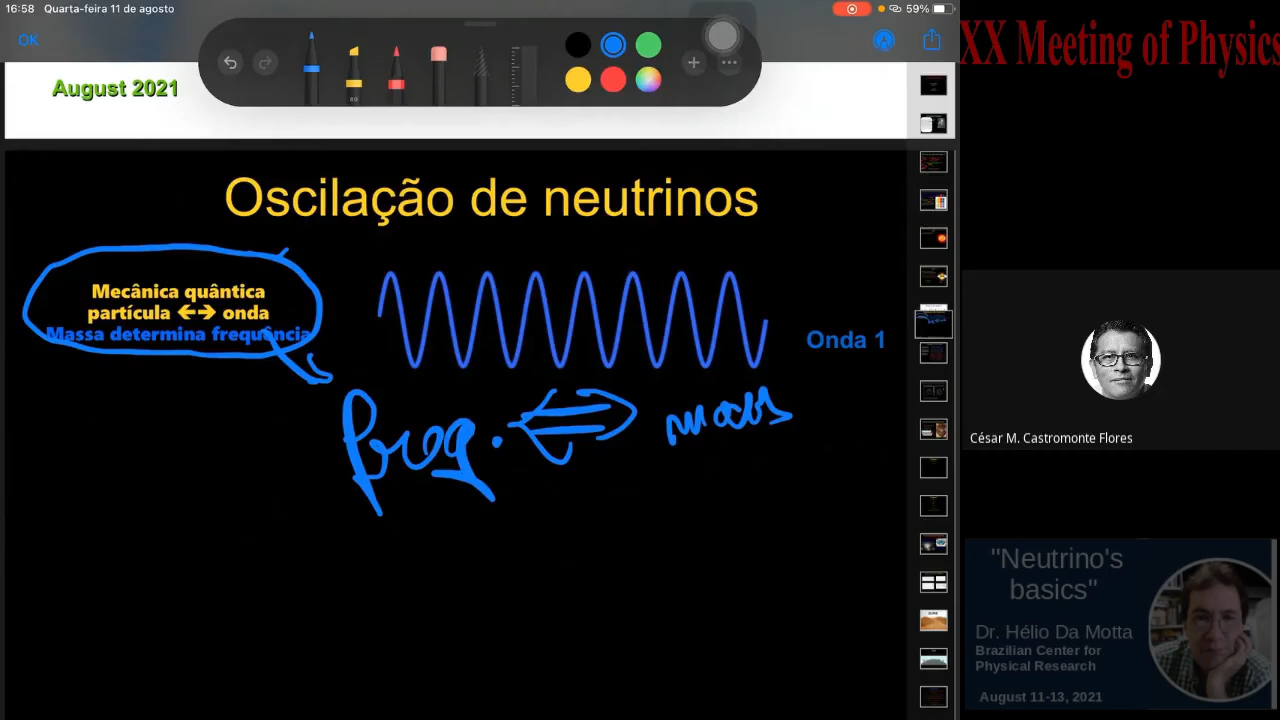 16:58 Quarta-feira 11 de agosto
59%
OK
August 2021
80
Oscilação de neutrinos
Mecânica quântica
partícula ←→ onda
Massa determina frequência
Onda 1
freq. ⇔ mass
XX Meeting of Physics
César M. Castromonte Flores
"Neutrino's
basics"
Dr. Hélio Da Motta
Brazilian Center for
Physical Research
August 11-13, 2021